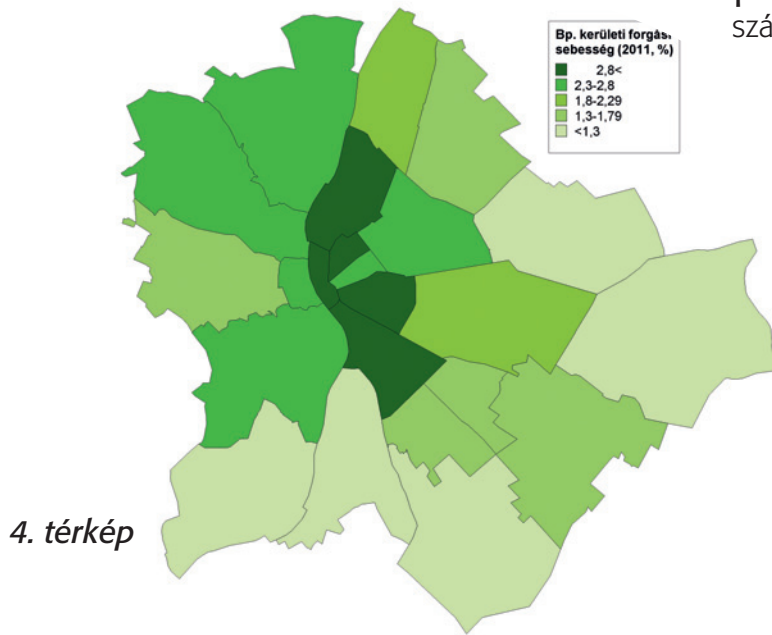 szá
Bp. kerületi
sebesség (2011, %)
2,8<
2,3-2,8
1,8-2,29
1,3-1,79
<1,3
4. térkép